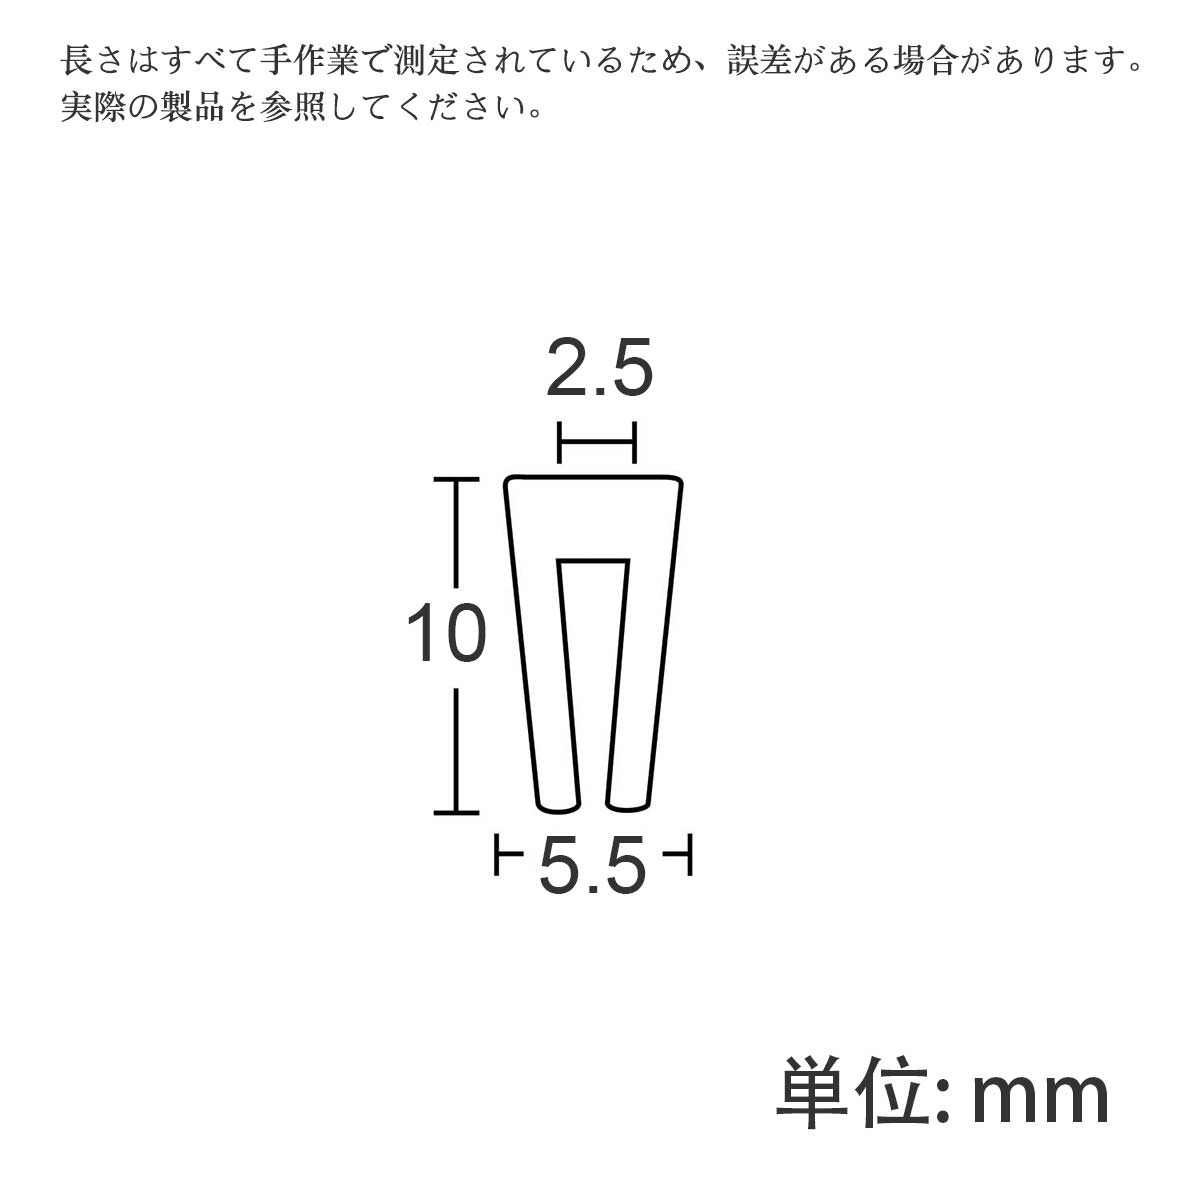 長さはすべて手作業で測定されているため、誤差がある場合があります。
実際の製品を参照してください。
2.5
10
5.5
単位: mm